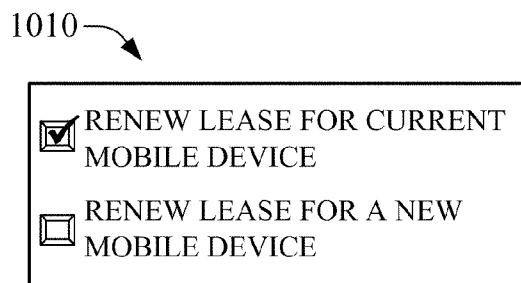 1010
RENEW LEASE FOR CURRENT
MOBILE DEVICE
RENEW LEASE FOR A NEW
MOBILE DEVICE